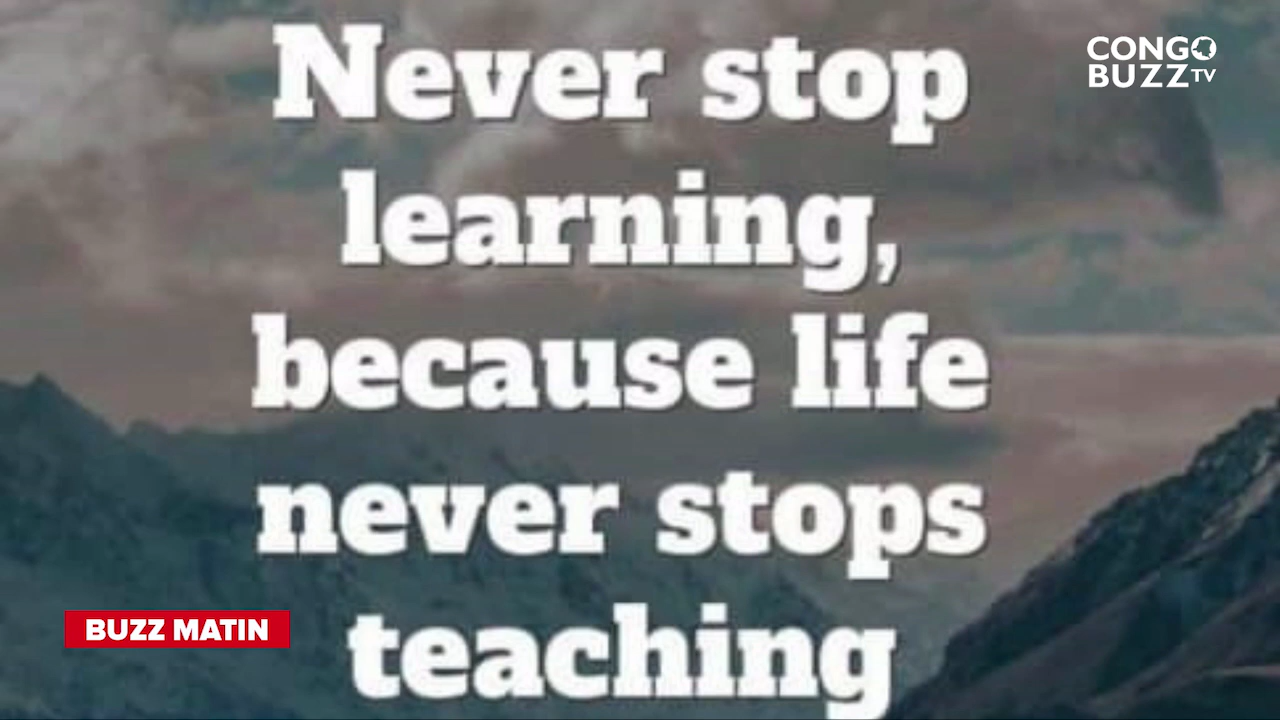 Never stop
learning,
because life
never stops
teaching
CONGO
BUZZ TV
BUZZ MATIN